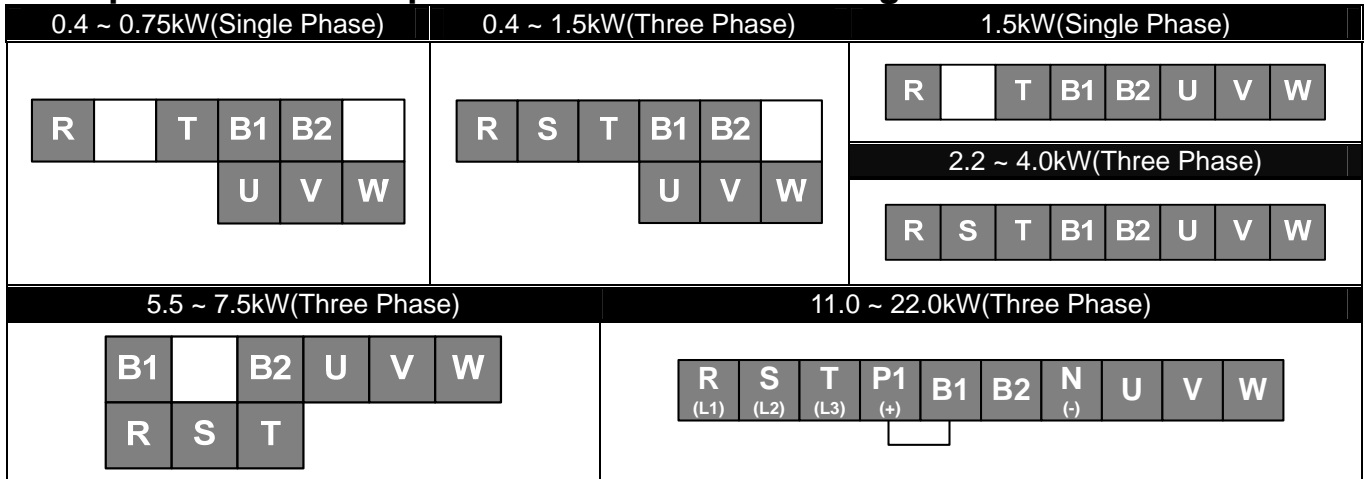 0.4 ~ 0.75kW(Single Phase)
R T B1 B2
U V W
0.4 ~ 1.5kW(Three Phase)
R S T B1 B2
U V W
1.5kW(Single Phase)
R T B1 B2 U V W
2.2 ~ 4.0kW(Three Phase)
R S T B1 B2 U V W
5.5 ~ 7.5kW(Three Phase)
B1 B2 U V W
R S T
11.0 ~ 22.0kW(Three Phase)
R S T P1 B1 B2 N U V W
(L1) (L2) (L3) (+) (-)